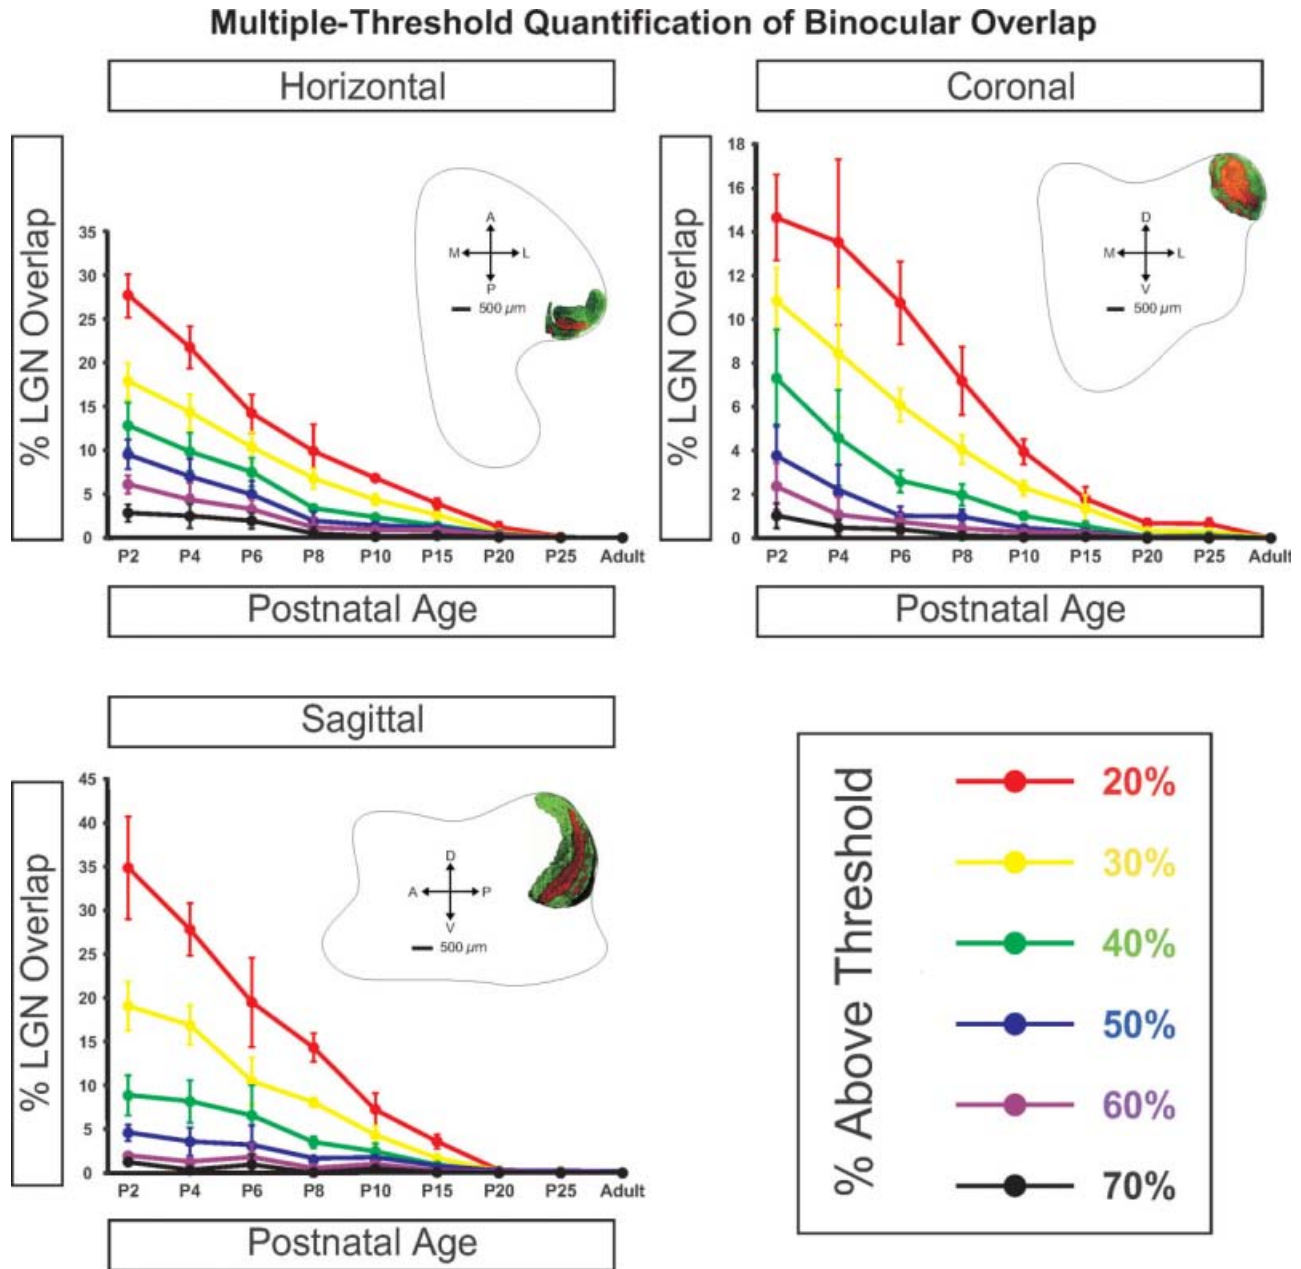 Multiple-Threshold Quantification of Binocular Overlap
Horizontal
% LGN Overlap
35
30
25
20
15
10
5
0
A
M L
P
500 µm
P2 P4 P6 P8 P10 P15 P20 P25 Adult
Postnatal Age
Coronal
% LGN Overlap
18
16
14
12
10
8
6
4
2
0
D
M L
V
500 µm
P2 P4 P6 P8 P10 P15 P20 P25 Adult
Postnatal Age
Sagittal
% LGN Overlap
45
40
35
30
25
20
15
10
5
0
D
A P
V
500 µm
P2 P4 P6 P8 P10 P15 P20 P25 Adult
Postnatal Age
% Above Threshold
20%
30%
40%
50%
60%
70%